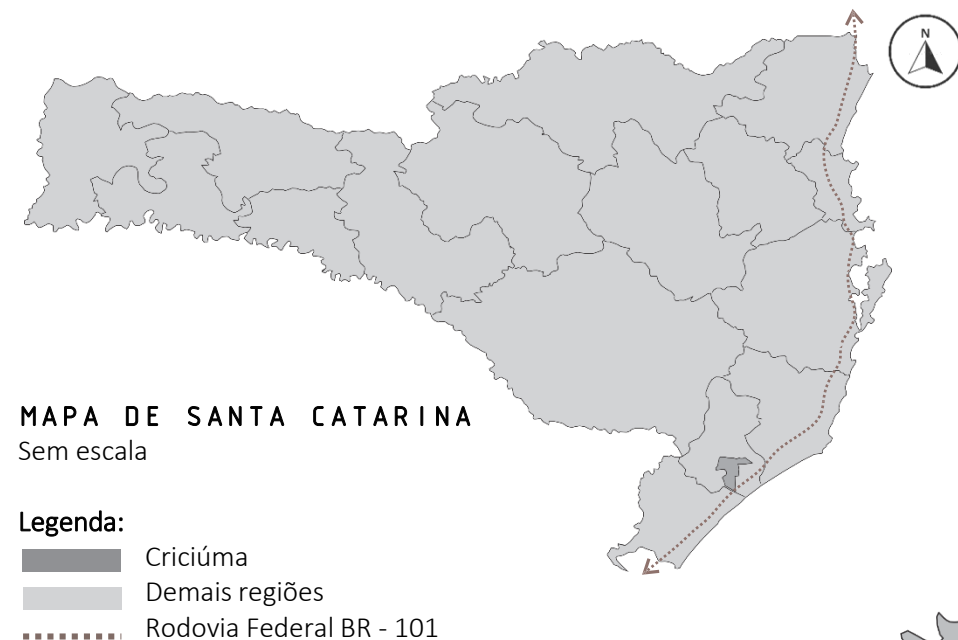 N
MAPA DE SANTA CATARINA
Sem escala
Legenda:
Criciúma
Demais regiões
Rodovia Federal BR - 101